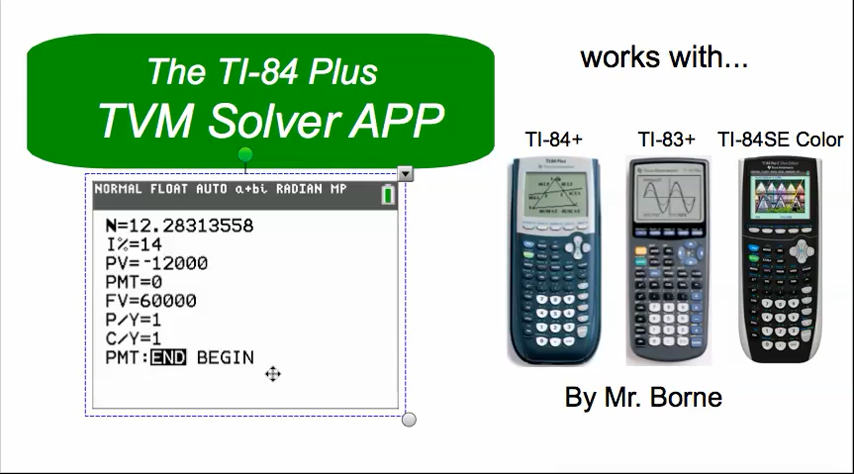 The TI-84 Plus
TVM Solver APP
works with...
TI-84+
TI-83+
TI-84SE Color
NORMAL FLOAT AUTO a+bi RADIAN MP
N=12.28313558
I%=14
PV=-12000
PMT=0
FV=60000
P/Y=1
C/Y=1
PMT:END BEGIN
By Mr. Borne